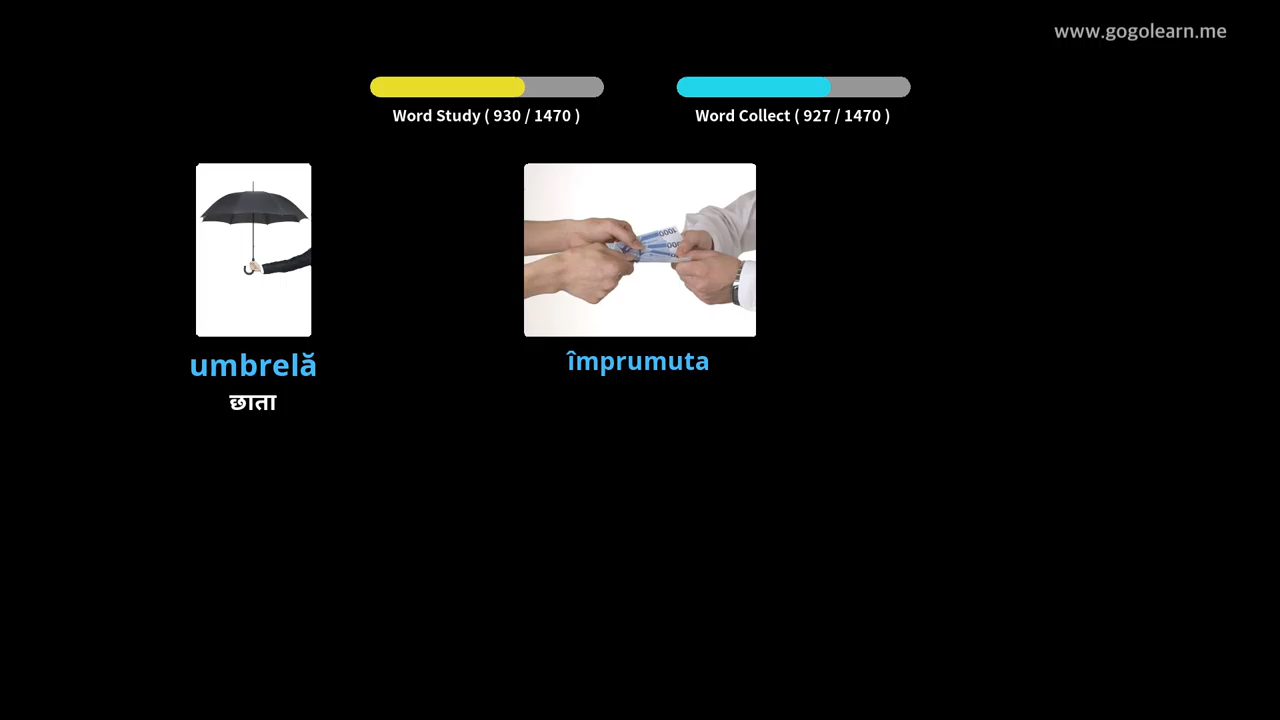 www.gogolearn.me
Word Study ( 930 / 1470 )
Word Collect ( 927 / 1470 )
umbrelă
छाता
împrumuta